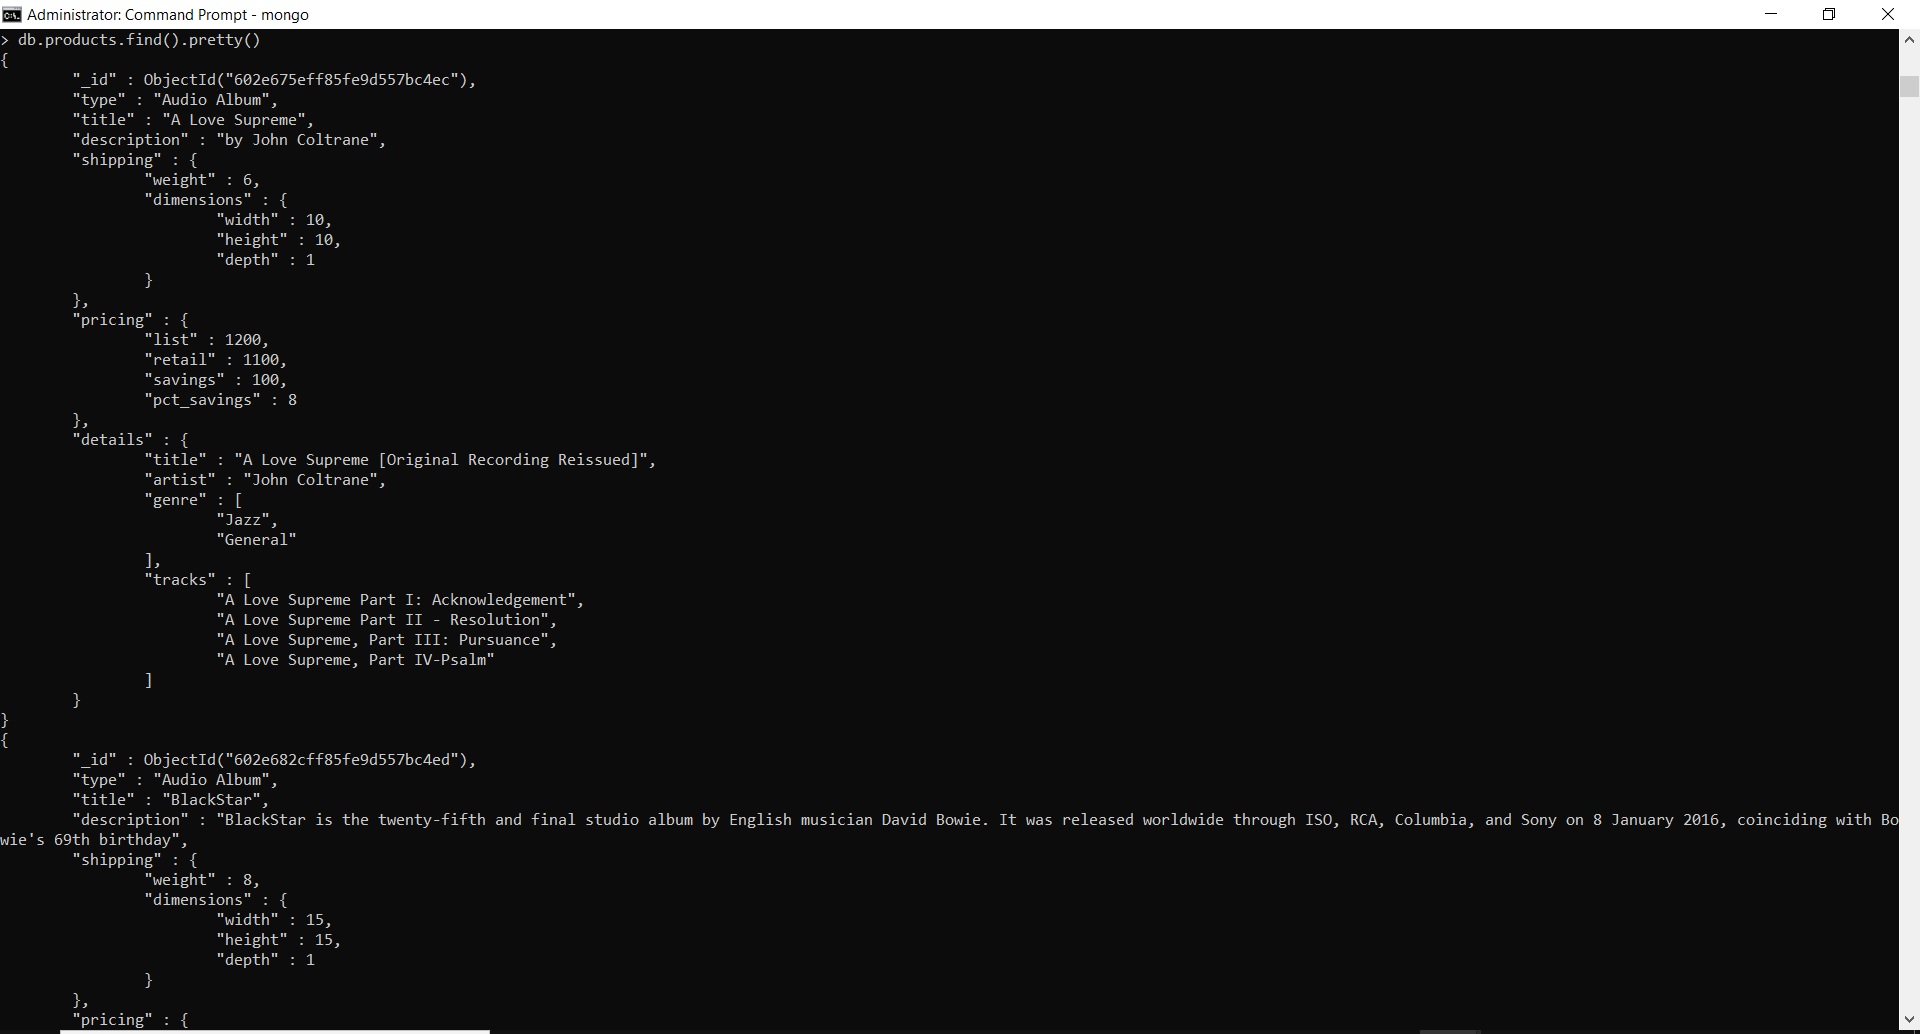 Administrator: Command Prompt - mongo
> db.products.find().pretty()
{
        "_id" : ObjectId("602e675eff85fe9d557bc4ec"),
        "type" : "Audio Album",
        "title" : "A Love Supreme",
        "description" : "by John Coltrane",
        "shipping" : {
                "weight" : 6,
                "dimensions" : {
                        "width" : 10,
                        "height" : 10,
                        "depth" : 1
                }
        },
        "pricing" : {
                "list" : 1200,
                "retail" : 1100,
                "savings" : 100,
                "pct_savings" : 8
        },
        "details" : {
                "title" : "A Love Supreme [Original Recording Reissued]",
                "artist" : "John Coltrane",
                "genre" : [
                        "Jazz",
                        "General"
                ],
                "tracks" : [
                        "A Love Supreme Part I: Acknowledgement",
                        "A Love Supreme Part II - Resolution",
                        "A Love Supreme, Part III: Pursuance",
                        "A Love Supreme, Part IV-Psalm"
                ]
        }
}
{
        "_id" : ObjectId("602e682cff85fe9d557bc4ed"),
        "type" : "Audio Album",
        "title" : "BlackStar",
        "description" : "BlackStar is the twenty-fifth and final studio album by English musician David Bowie. It was released worldwide through ISO, RCA, Columbia, and Sony on 8 January 2016, coinciding with Bo
wie's 69th birthday",
        "shipping" : {
                "weight" : 8,
                "dimensions" : {
                        "width" : 15,
                        "height" : 15,
                        "depth" : 1
                }
        },
        "pricing" : {